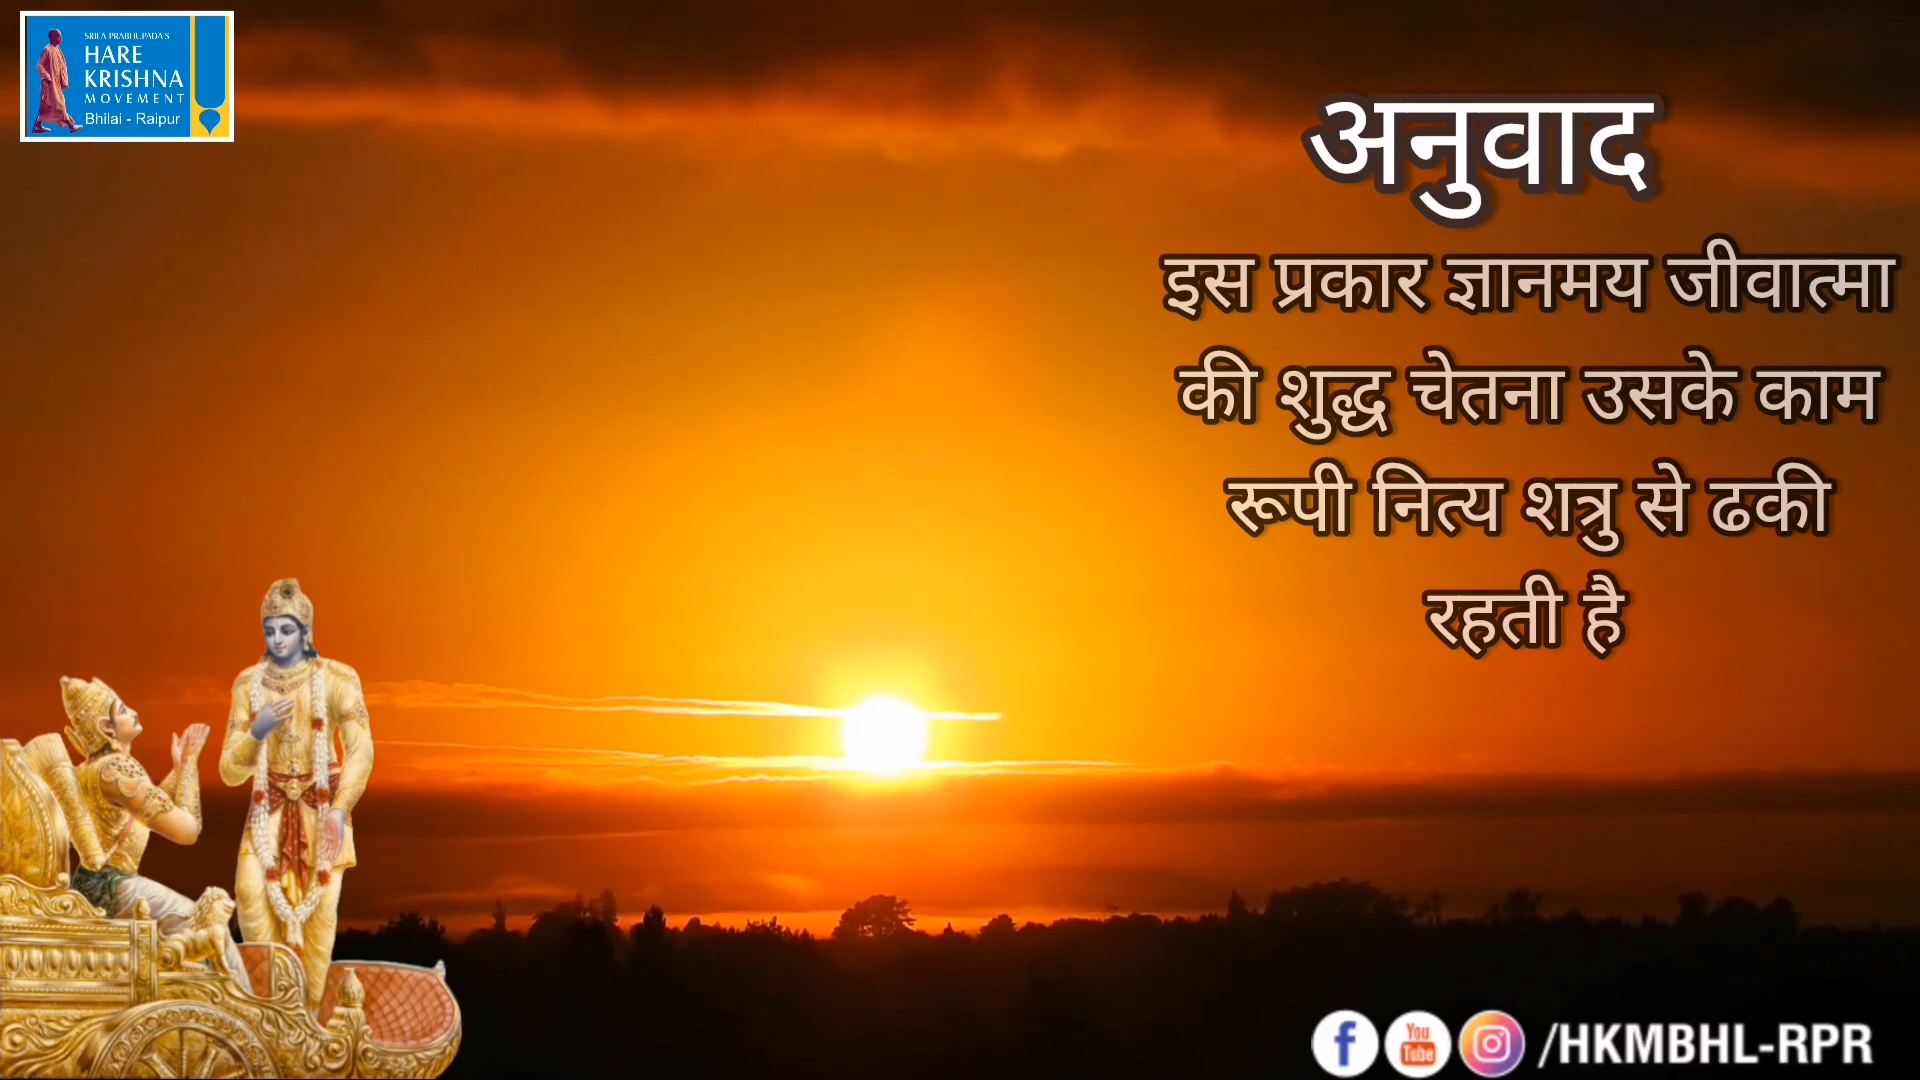 SRILA PRABHUPADA'S
HARE
KRISHNA
MOVEMENT
Bhilai - Raipur
अनुवाद
इस प्रकार ज्ञानमय जीवात्मा
की शुद्ध चेतना उसके काम
रूपी नित्य शत्रु से ढकी
रहती है
You
Tube
/HKMBHL-RPR